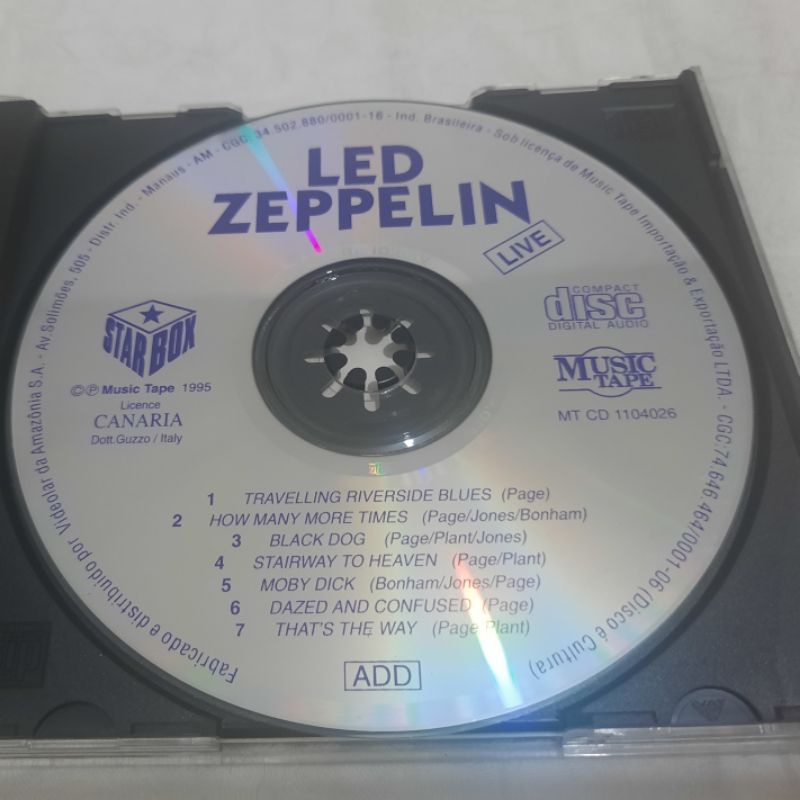 Fabricado e distribuido por Videolar da Amazônia S.A. - Av.Solimões, 505 - Distr. Ind. - Manaus - AM - CGC. 34.502.880/0001-16 - Ind. Brasileira - Sob licença de Music Tape Importação & Exportação LTDA. - CGC:74.646.464/0001-06 (Disco é Cultura)
LED
ZEPPELIN
LIVE
STAR BOX
©℗ Music Tape 1995
Licence
CANARIA
Dott.Guzzo / Italy
COMPACT
disc
DIGITAL AUDIO
MUSIC
TAPE
MT CD 1104026
1 TRAVELLING RIVERSIDE BLUES (Page)
2 HOW MANY MORE TIMES (Page/Jones/Bonham)
3 BLACK DOG (Page/Plant/Jones)
4 STAIRWAY TO HEAVEN (Page/Plant)
5 MOBY DICK (Bonham/Jones/Page)
6 DAZED AND CONFUSED (Page)
7 THAT'S THE WAY (Page/Plant)
ADD